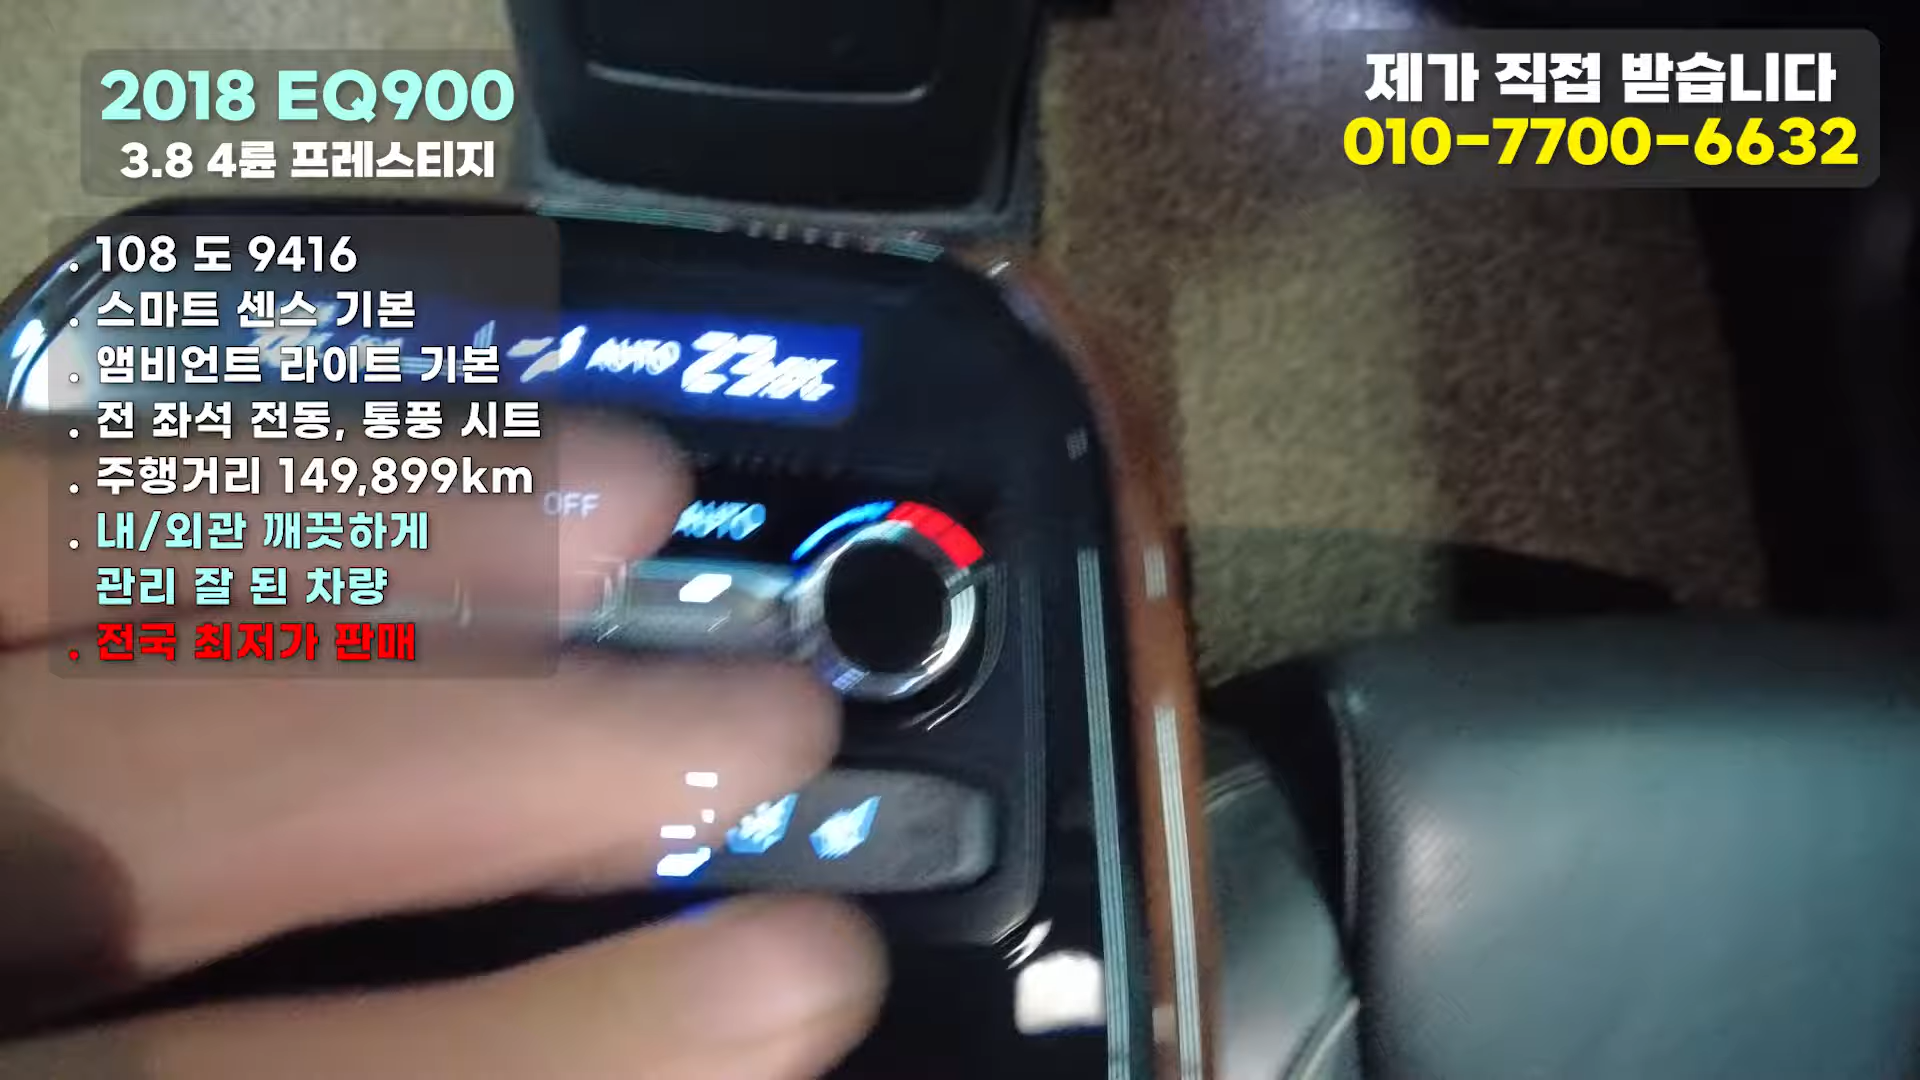 2018 EQ900
3.8 4륜 프레스티지
제가 직접 받습니다
010-7700-6632
. 108 도 9416
. 스마트 센스 기본
. 앰비언트 라이트 기본
. 전 좌석 전동, 통풍 시트
. 주행거리 149,899km
. 내/외관 깨끗하게
관리 잘 된 차량
. 전국 최저가 판매
AUTO
OFF
AUTO